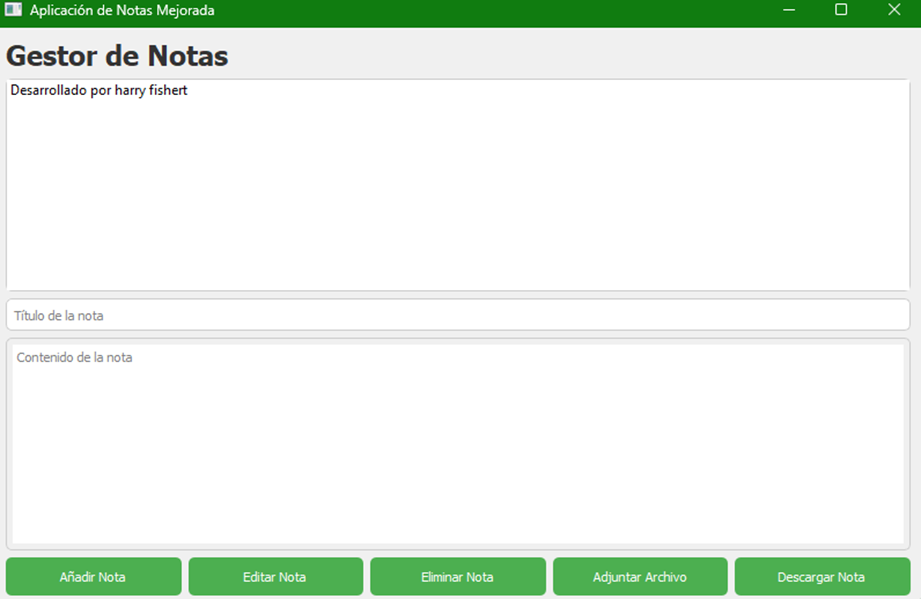 Aplicación de Notas Mejorada
Gestor de Notas
Desarrollado por harry fishert
Título de la nota
Contenido de la nota
Añadir Nota
Editar Nota
Eliminar Nota
Adjuntar Archivo
Descargar Nota